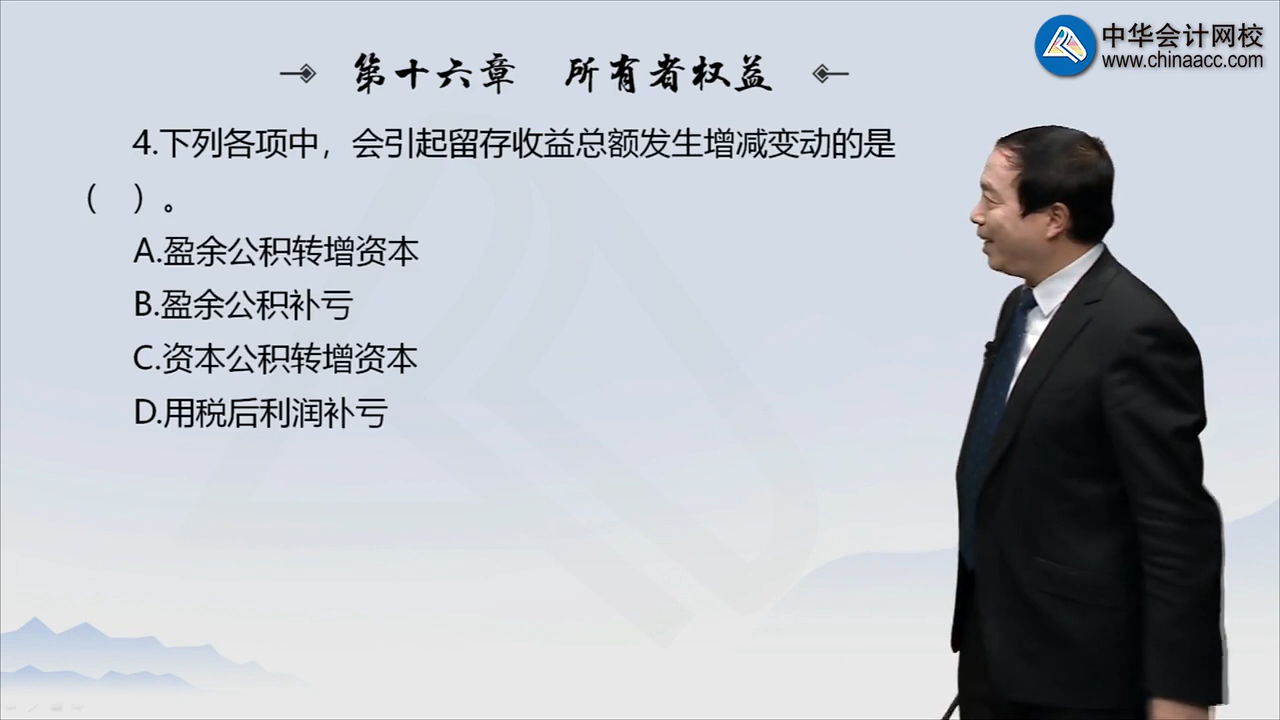 中华会计网校
www.chinaacc.com
第十六章 所有者权益
4.下列各项中，会引起留存收益总额发生增减变动的是
（ ）。
A.盈余公积转增资本
B.盈余公积补亏
C.资本公积转增资本
D.用税后利润补亏